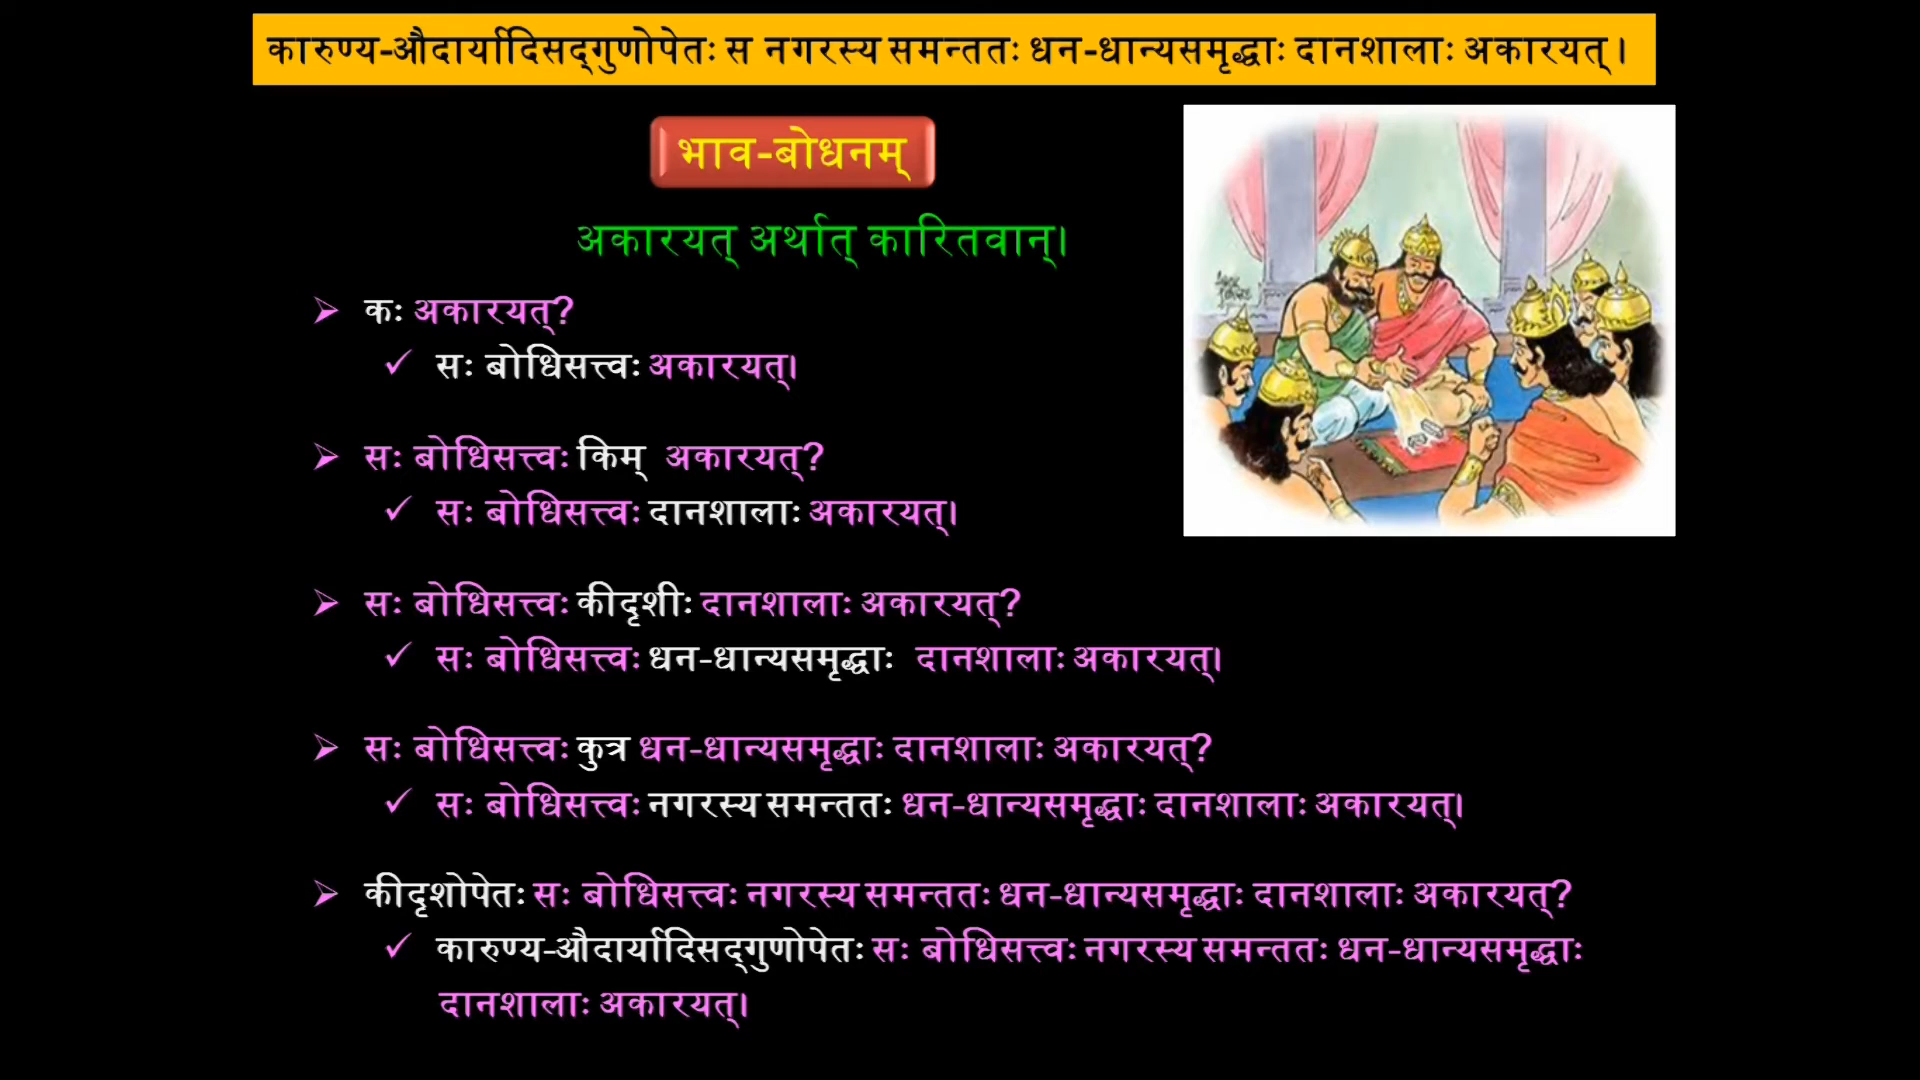 कारुण्य-औदार्यादिसद्‌गुणोपेतः स नगरस्य समन्ततः धन-धान्यसमृद्धाः दानशालाः अकारयत् ।
भाव-बोधनम्
अकारयत् अर्थात् कारितवान्।
कः अकारयत्?
सः बोधिसत्त्वः अकारयत्।
सः बोधिसत्त्वः किम् अकारयत्?
सः बोधिसत्त्वः दानशालाः अकारयत्।
सः बोधिसत्त्वः कीदृशीः दानशालाः अकारयत्?
सः बोधिसत्त्वः धन-धान्यसमृद्धाः दानशालाः अकारयत्।
सः बोधिसत्त्वः कुत्र धन-धान्यसमृद्धाः दानशालाः अकारयत्?
सः बोधिसत्त्वः नगरस्य समन्ततः धन-धान्यसमृद्धाः दानशालाः अकारयत्।
कीदृशोपेतः सः बोधिसत्त्वः नगरस्य समन्ततः धन-धान्यसमृद्धाः दानशालाः अकारयत्?
कारुण्य-औदार्यादिसद्‌गुणोपेतः सः बोधिसत्त्वः नगरस्य समन्ततः धन-धान्यसमृद्धाः
दानशालाः अकारयत्।